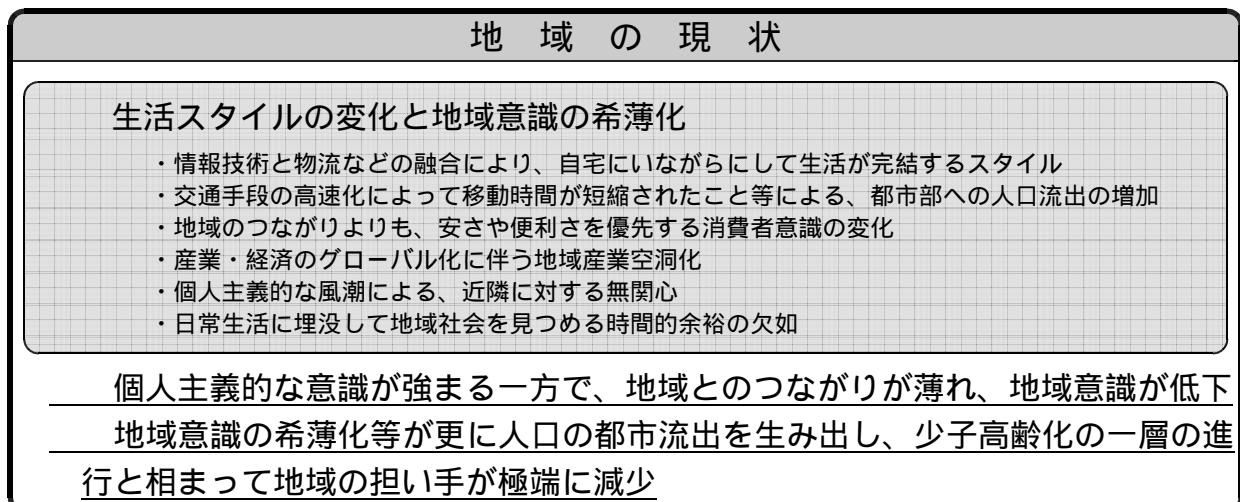 地域の現状
生活スタイルの変化と地域意識の希薄化
・情報技術と物流などの融合により、自宅にいながらにして生活が完結するスタイル
・交通手段の高速化によって移動時間が短縮されたこと等による、都市部への人口流出の増加
・地域のつながりよりも、安さや便利さを優先する消費者意識の変化
・産業・経済のグローバル化に伴う地域産業空洞化
・個人主義的な風潮による、近隣に対する無関心
・日常生活に埋没して地域社会を見つめる時間的余裕の欠如
個人主義的な意識が強まる一方で、地域とのつながりが薄れ、地域意識が低下
地域意識の希薄化等が更に人口の都市流出を生み出し、少子高齢化の一層の進
行と相まって地域の担い手が極端に減少